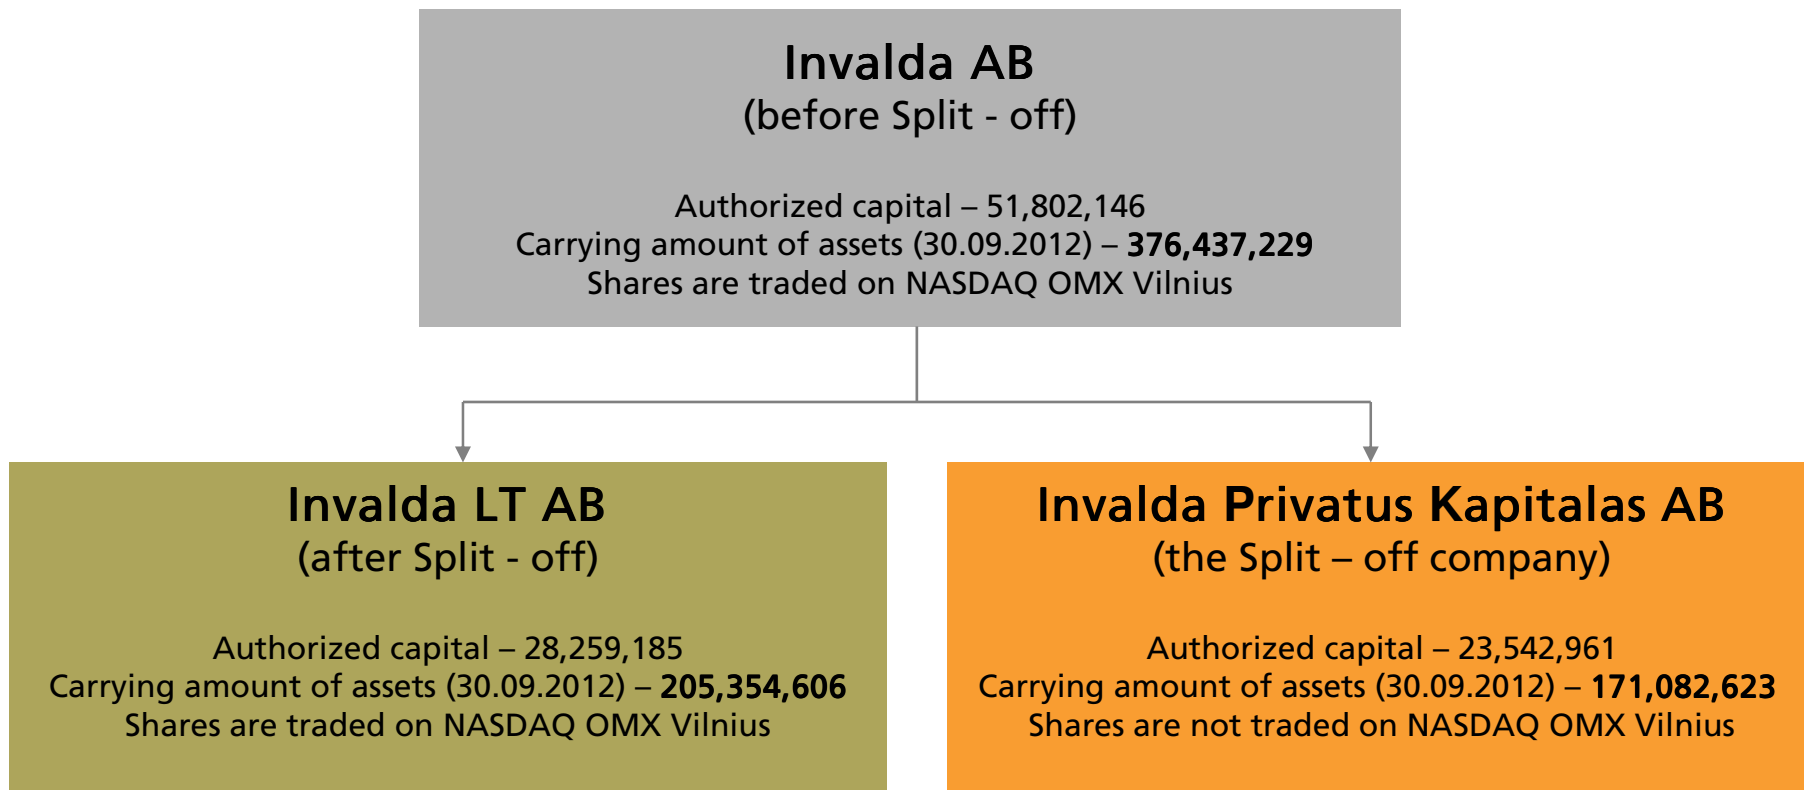 Invalda AB
(before Split - off)
Authorized capital – 51,802,146
Carrying amount of assets (30.09.2012) – 376,437,229
Shares are traded on NASDAQ OMX Vilnius
Invalda LT AB
(after Split - off)
Authorized capital – 28,259,185
Carrying amount of assets (30.09.2012) – 205,354,606
Shares are traded on NASDAQ OMX Vilnius
Invalda Privatus Kapitalas AB
(the Split – off company)
Authorized capital – 23,542,961
Carrying amount of assets (30.09.2012) – 171,082,623
Shares are not traded on NASDAQ OMX Vilnius